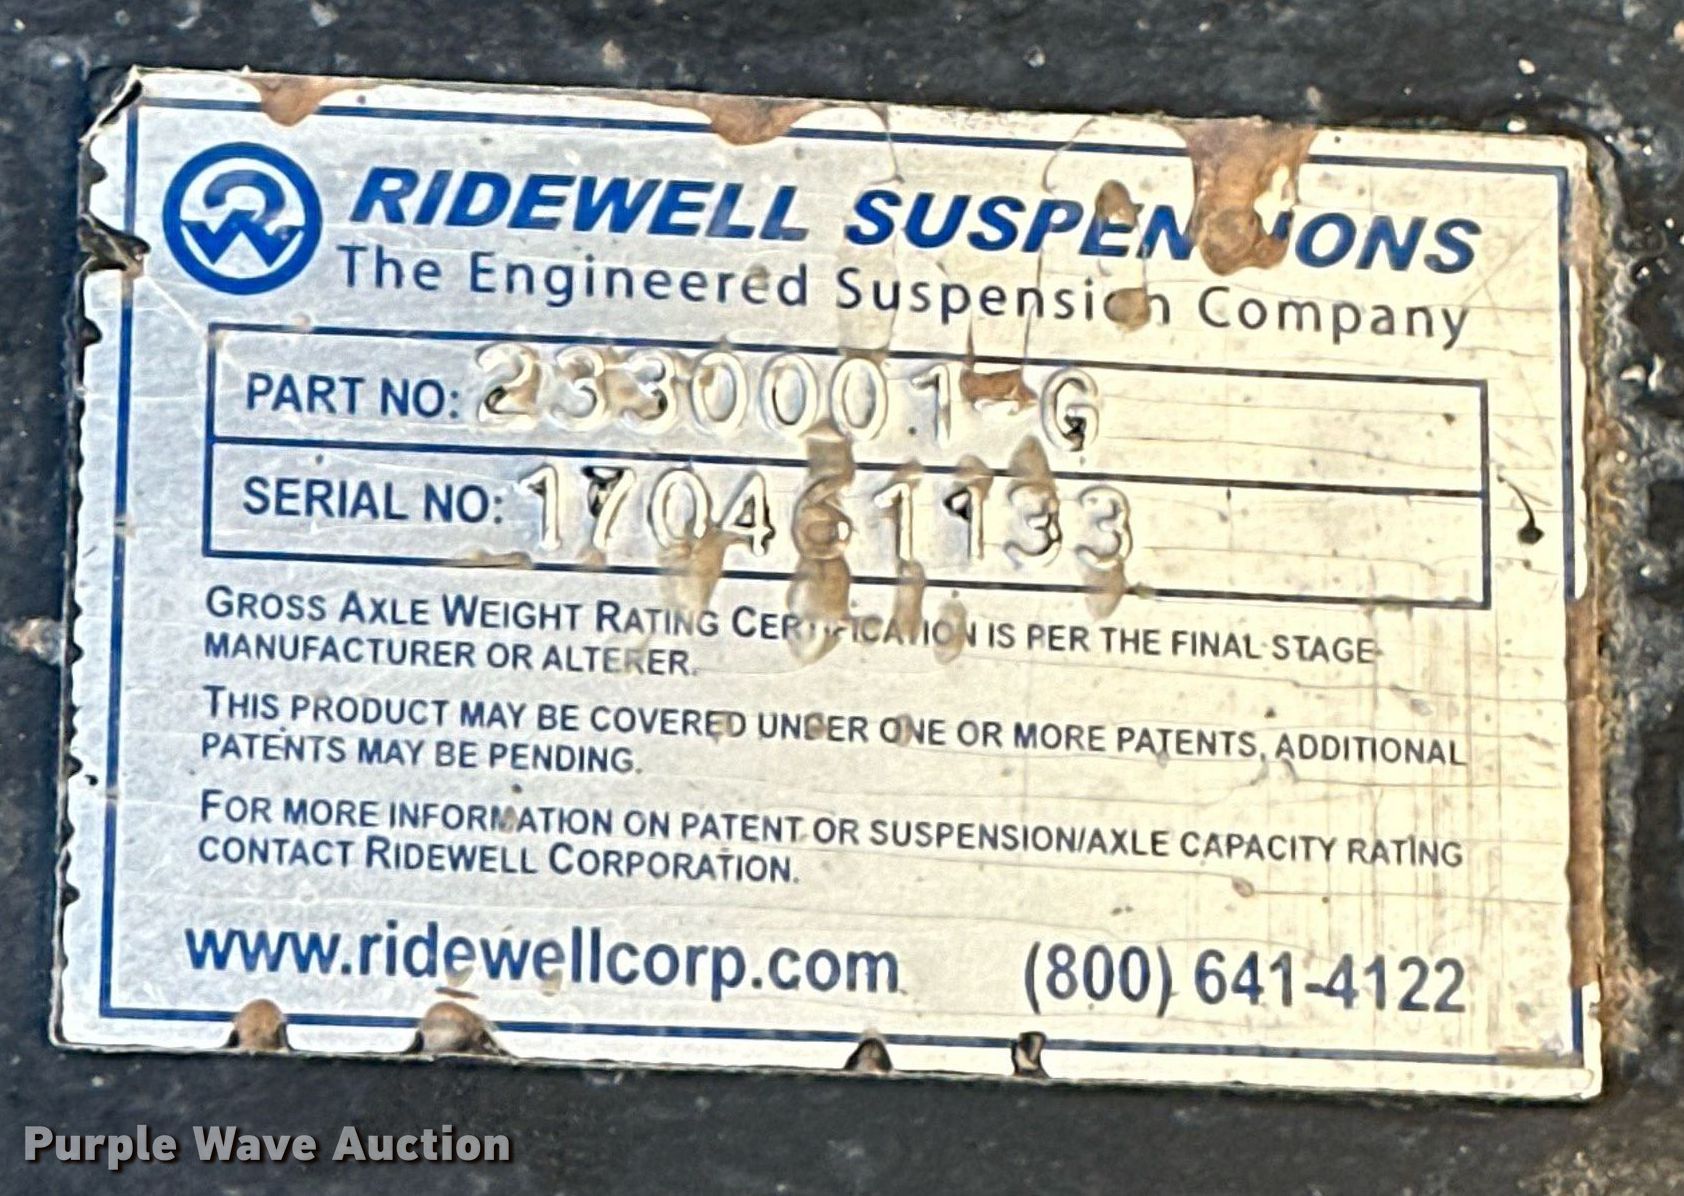 RIDEWELL SUSPENSIONS
The Engineered Suspension Company
PART NO: 2330001-G
SERIAL NO: 170461133
GROSS AXLE WEIGHT RATING CERTIFICATION IS PER THE FINAL STAGE
MANUFACTURER OR ALTERER.
THIS PRODUCT MAY BE COVERED UNDER ONE OR MORE PATENTS, ADDITIONAL
PATENTS MAY BE PENDING.
FOR MORE INFORMATION ON PATENT OR SUSPENSION/AXLE CAPACITY RATING
CONTACT RIDEWELL CORPORATION.
www.ridewellcorp.com (800) 641-4122
Purple Wave Auction